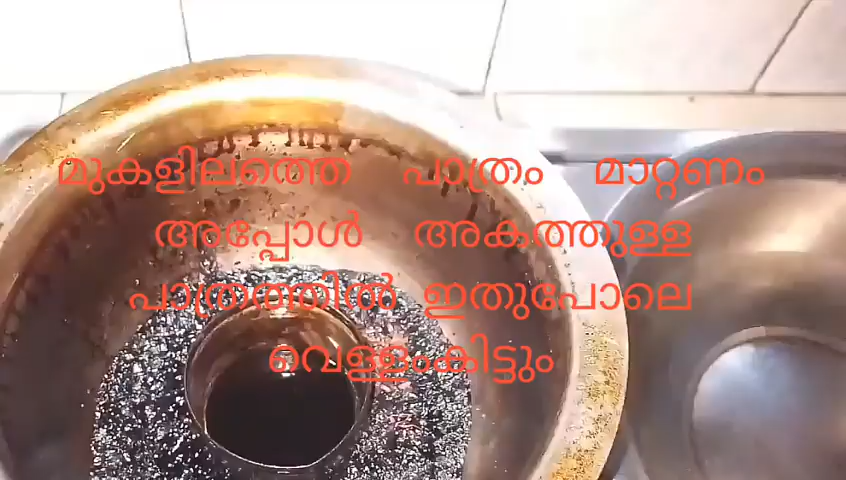 മുകളിലത്തെ പാത്രം മാറ്റണം
അപ്പോൾ അകത്തുള്ള
പാത്രത്തിൽ ഇതുപോലെ
വെള്ളംകിട്ടും